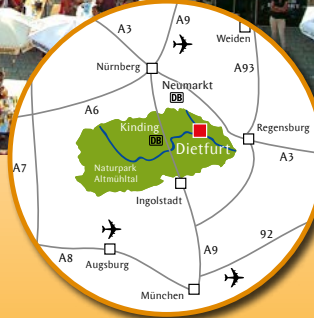 A9
A3
Weiden
Nürnberg
A93
Neumarkt
DB
A6
Kinding
DB
Regensburg
Dietfurt
A3
A7
Naturpark
Altmühltal
Ingolstadt
92
A9
A8
Augsburg
München